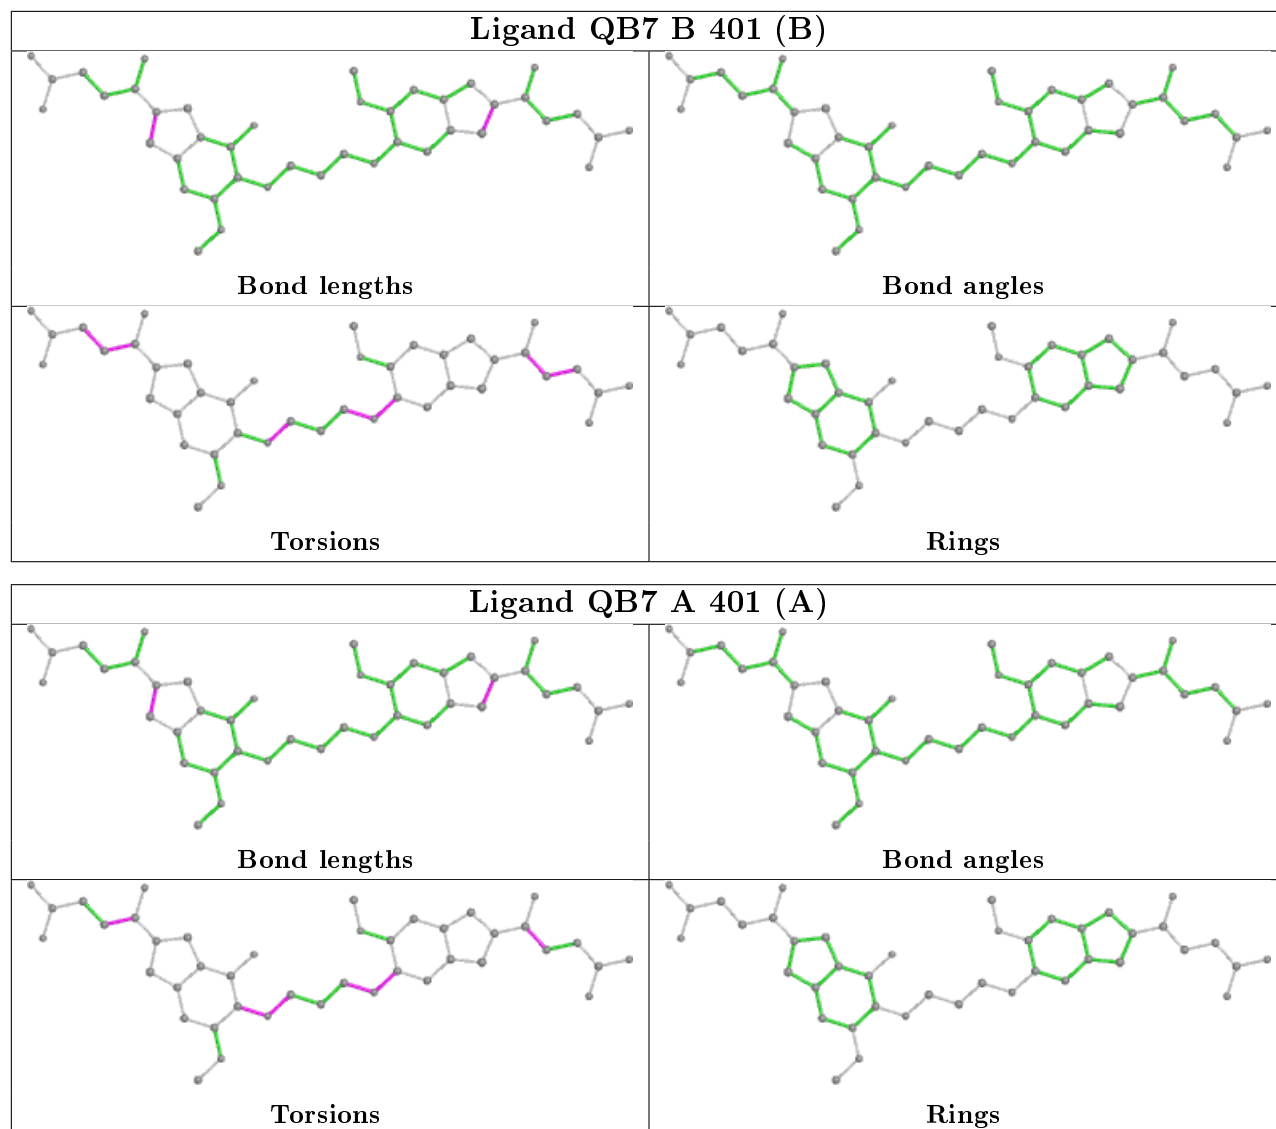 Ligand QB7 B 401 (B)
Bond lengths
Bond angles
Torsions
Rings
Ligand QB7 A 401 (A)
Bond lengths
Bond angles
Torsions
Rings